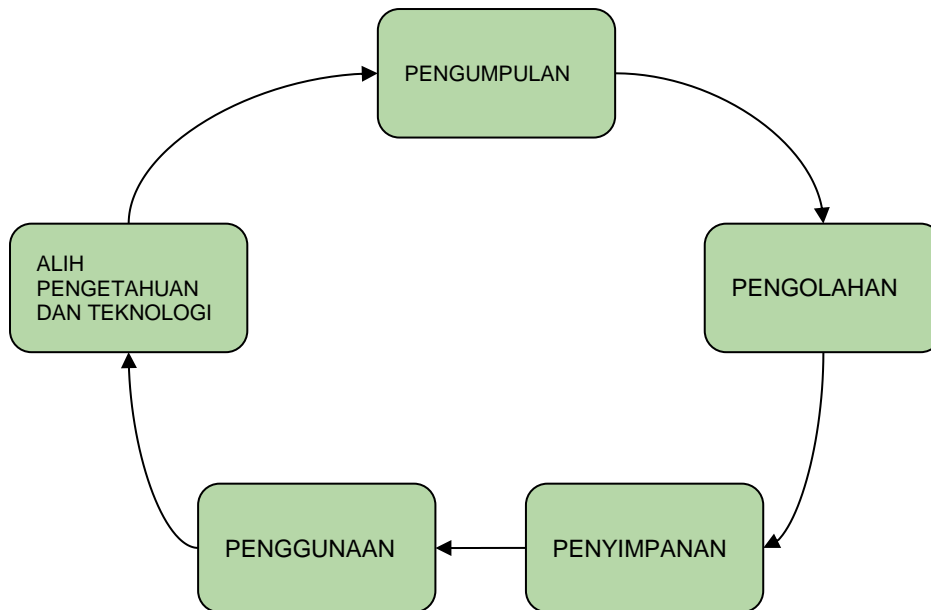 PENGUMPULAN
PENGOLAHAN
PENYIMPANAN
PENGGUNAAN
ALIH
PENGETAHUAN
DAN TEKNOLOGI